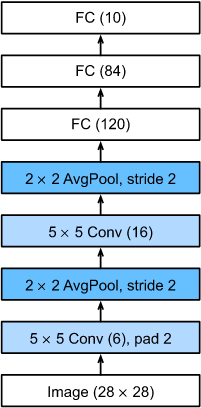 FC (10)
FC (84)
FC (120)
2 × 2 AvgPool, stride 2
5 × 5 Conv (16)
2 × 2 AvgPool, stride 2
5 × 5 Conv (6), pad 2
Image (28 × 28)